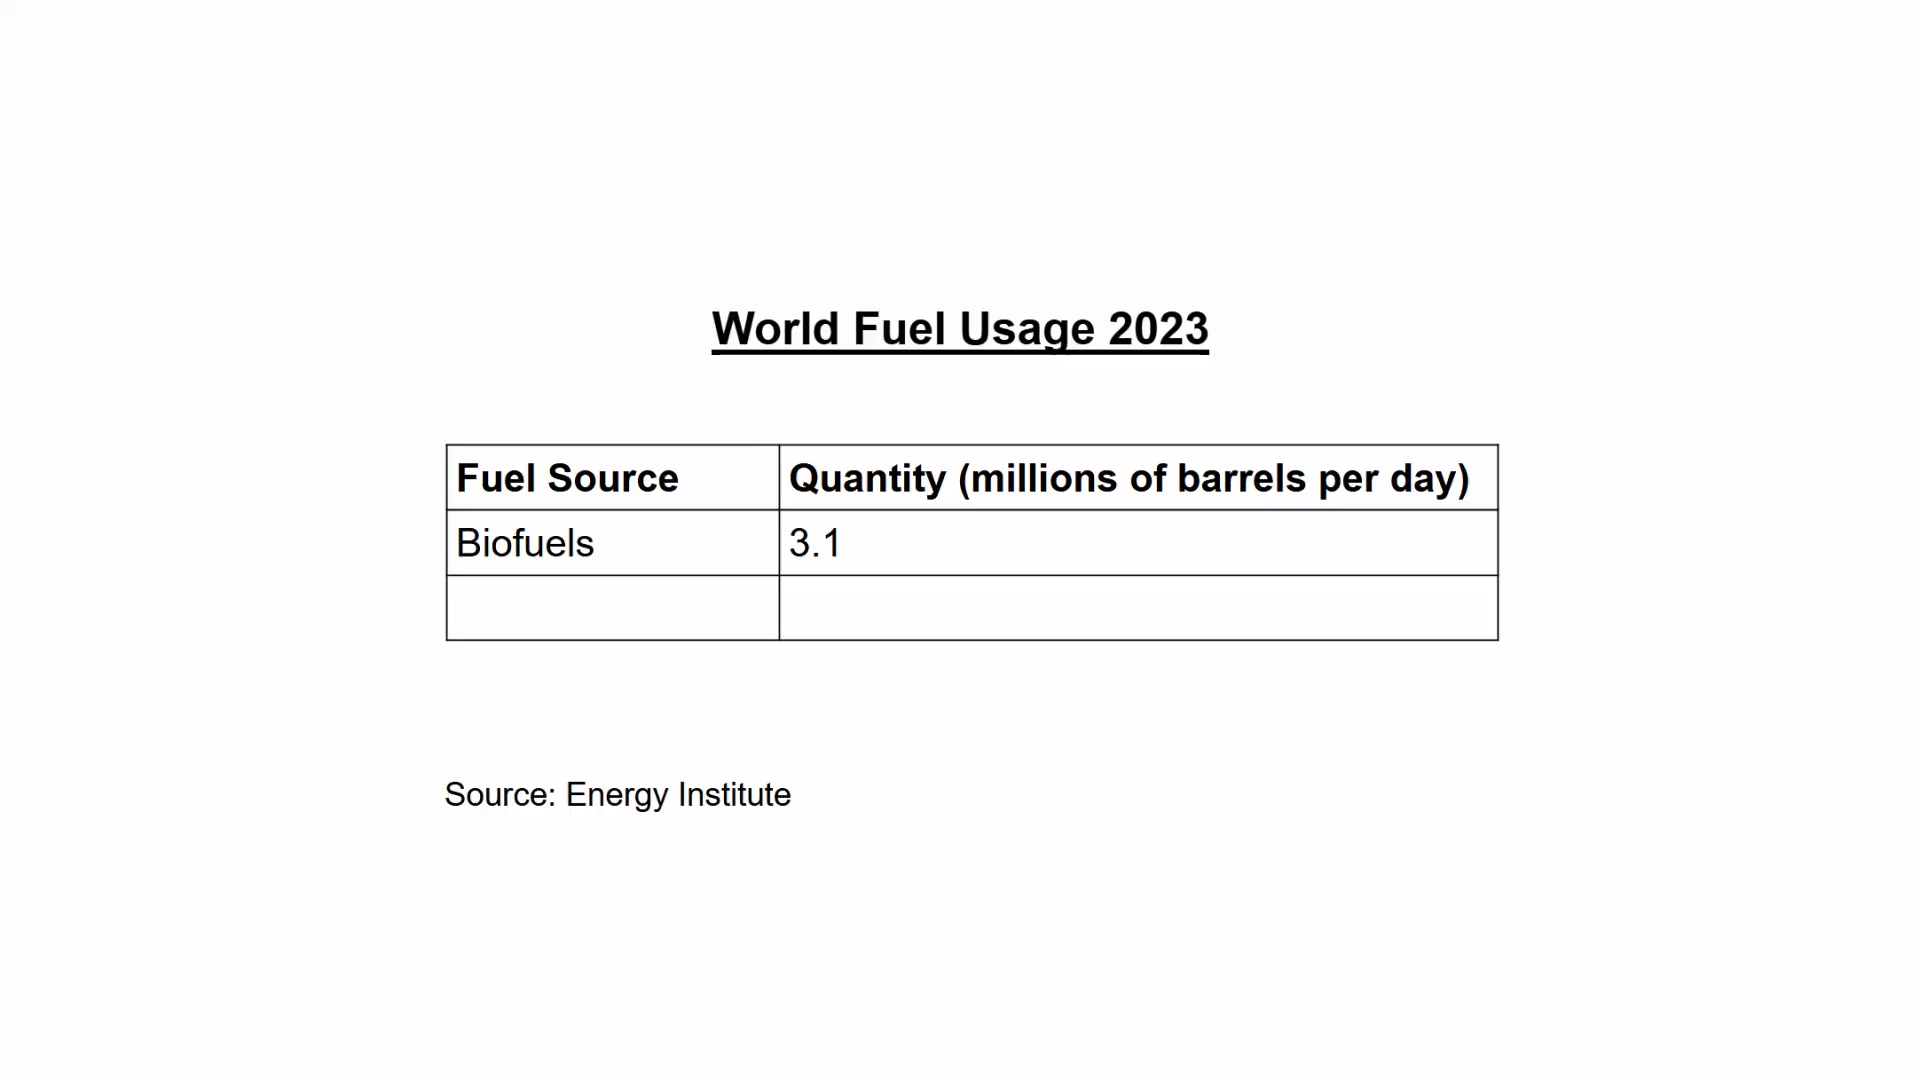 World Fuel Usage 2023
Fuel Source Quantity (millions of barrels per day)
Biofuels 3.1
Source: Energy Institute